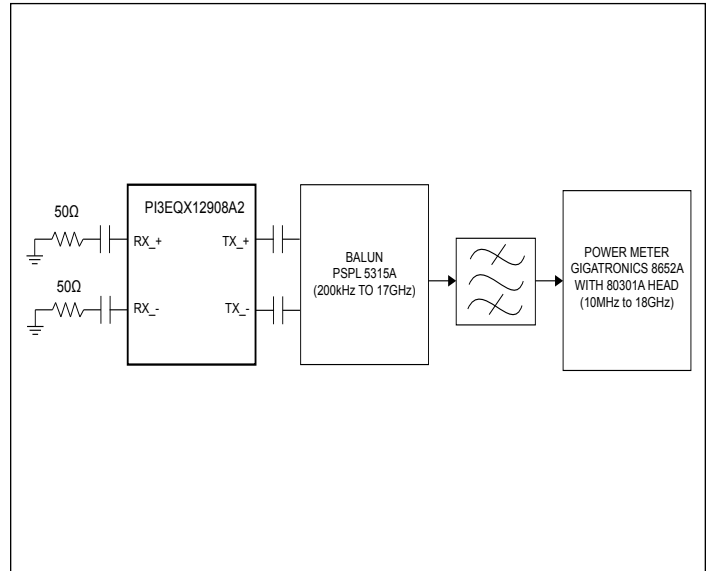 50Ω
50Ω
PI3EQX12908A2
RX_+
TX_+
RX_-
TX_-
BALUN
PSPL 5315A
(200kHz TO 17GHz)
POWER METER
GIGATRONICS 8652A
WITH 80301A HEAD
(10MHz to 18GHz)